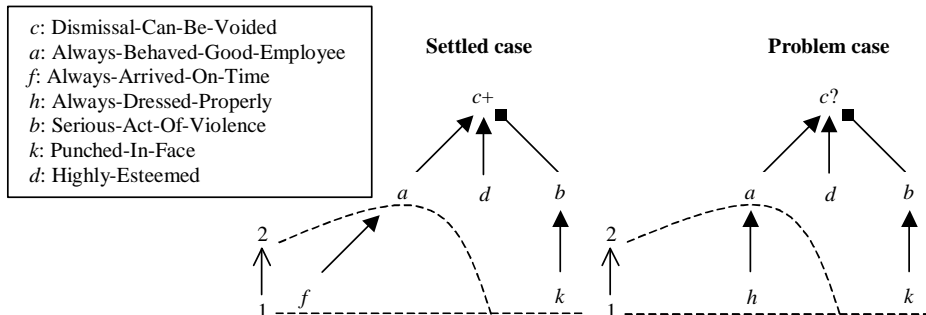 c: Dismissal-Can-Be-Voided
a: Always-Behaved-Good-Employee
f: Always-Arrived-On-Time
h: Always-Dressed-Properly
b: Serious-Act-Of-Violence
k: Punched-In-Face
d: Highly-Esteemed
Settled case
Problem case
c+
c?
a d b
a d b
2
2
1 f k
1 h k